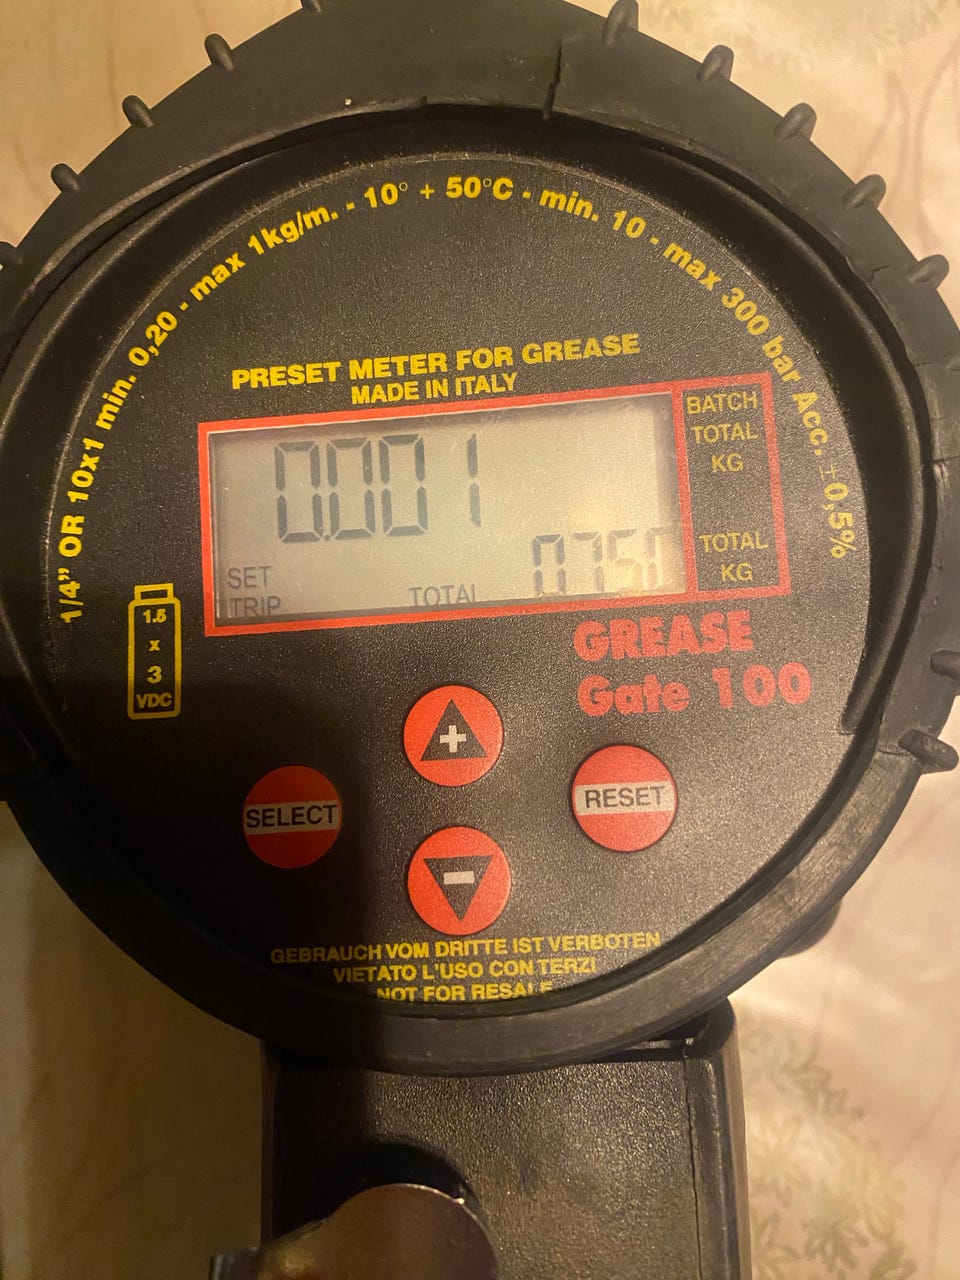 1/4" OR 10x1 min. 0,20 - max 1kg/m. - 10° + 50°C - min. 10 - max 300 bar Acc. ±0,5%
PRESET METER FOR GREASE
MADE IN ITALY
0.001
BATCH
TOTAL
KG
SET
TRIP
TOTAL
TOTAL
KG
1.5
x
3
VDC
GREASE
Gate 100
+
SELECT
RESET
-
GEBRAUCH VOM DRITTE IST VERBOTEN
VIETATO L'USO CON TERZI
NOT FOR RESALE